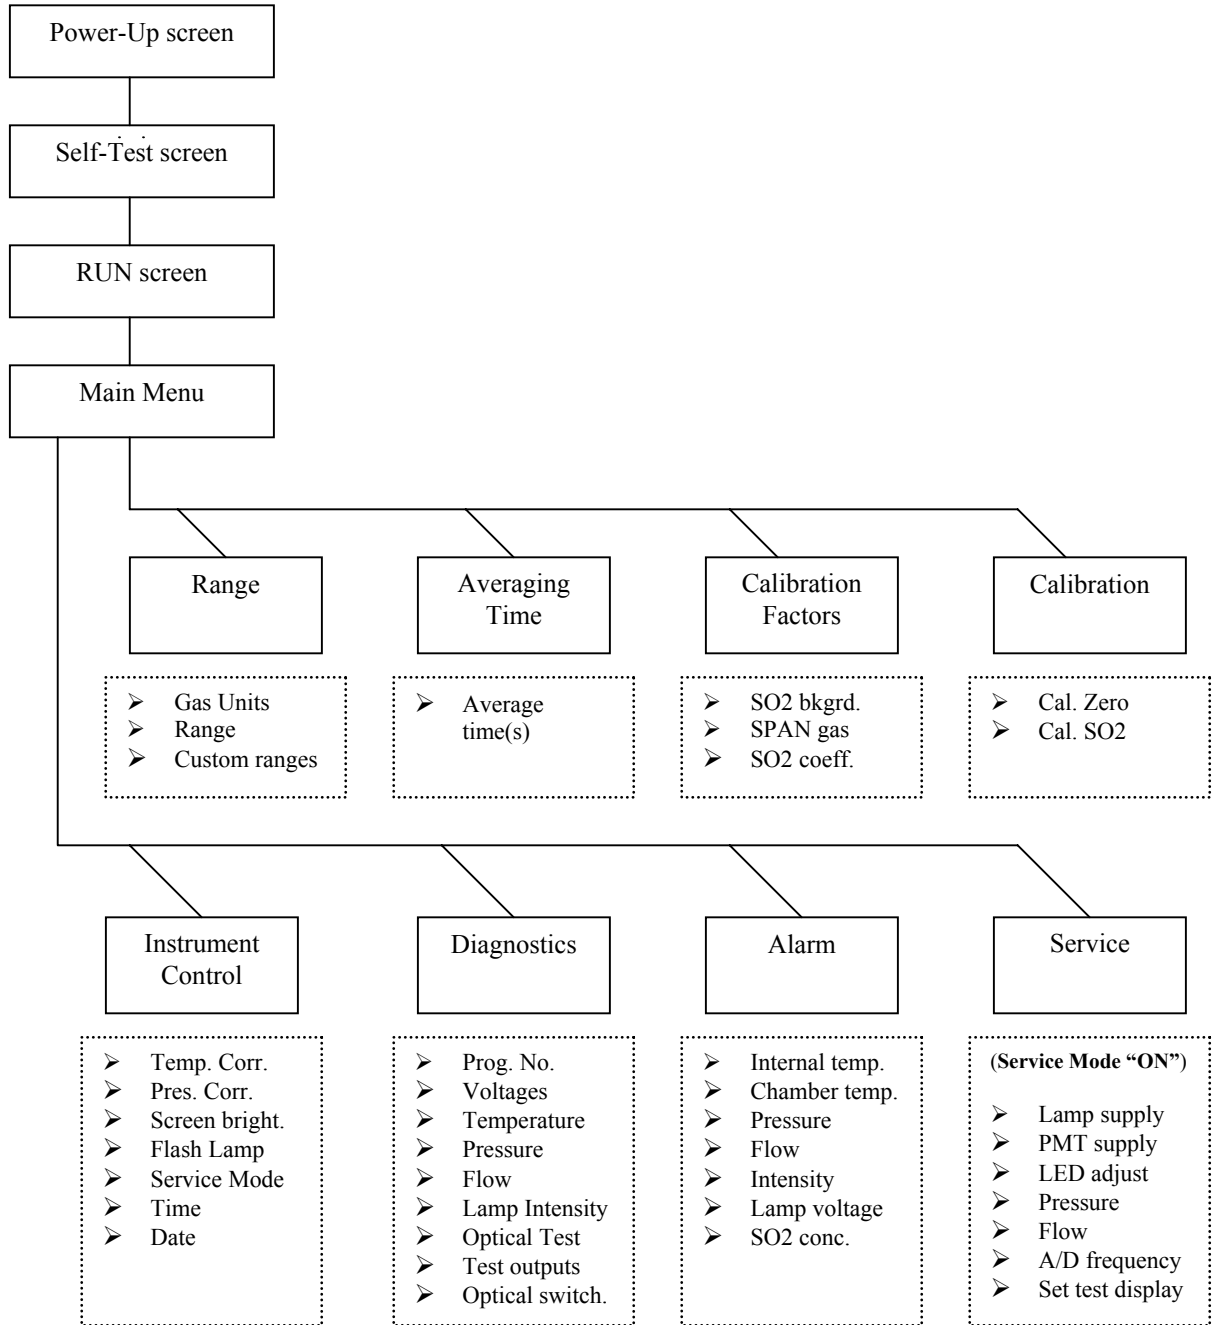 Power-Up screen
Self-Test screen
RUN screen
Main Menu
Range
Averaging
Time
Calibration
Factors
Calibration
➢ Gas Units
➢ Range
➢ Custom ranges
➢ Average
time(s)
➢ SO2 bkgrd.
➢ SPAN gas
➢ SO2 coeff.
➢ Cal. Zero
➢ Cal. SO2
Instrument
Control
Diagnostics
Alarm
Service
➢ Temp. Corr.
➢ Pres. Corr.
➢ Screen bright.
➢ Flash Lamp
➢ Service Mode
➢ Time
➢ Date
➢ Prog. No.
➢ Voltages
➢ Temperature
➢ Pressure
➢ Flow
➢ Lamp Intensity
➢ Optical Test
➢ Test outputs
➢ Optical switch.
➢ Internal temp.
➢ Chamber temp.
➢ Pressure
➢ Flow
➢ Intensity
➢ Lamp voltage
➢ SO2 conc.
(Service Mode “ON”)
➢ Lamp supply
➢ PMT supply
➢ LED adjust
➢ Pressure
➢ Flow
➢ A/D frequency
➢ Set test display